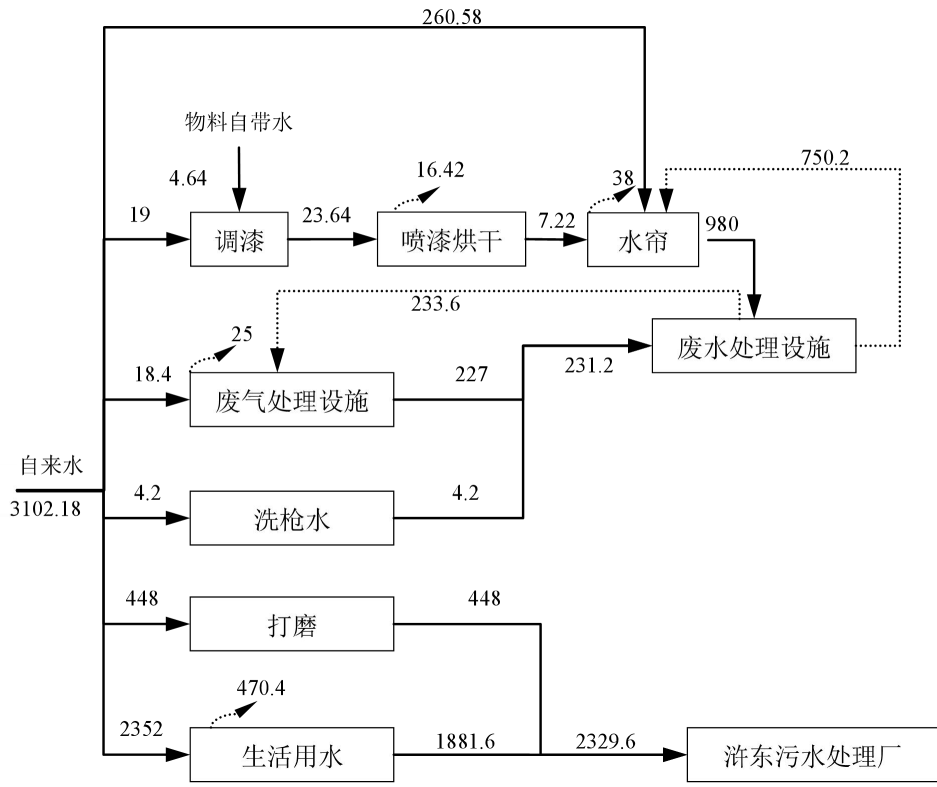 260.58
物料自带水
750.2
4.64
16.42
38
19
23.64
7.22
980
调漆
喷漆烘干
水帘
233.6
25
废水处理设施
18.4
227
231.2
废气处理设施
自来水
3102.18
4.2
4.2
洗枪水
448
448
打磨
470.4
2352
1881.6
2329.6
生活用水
浒东污水处理厂